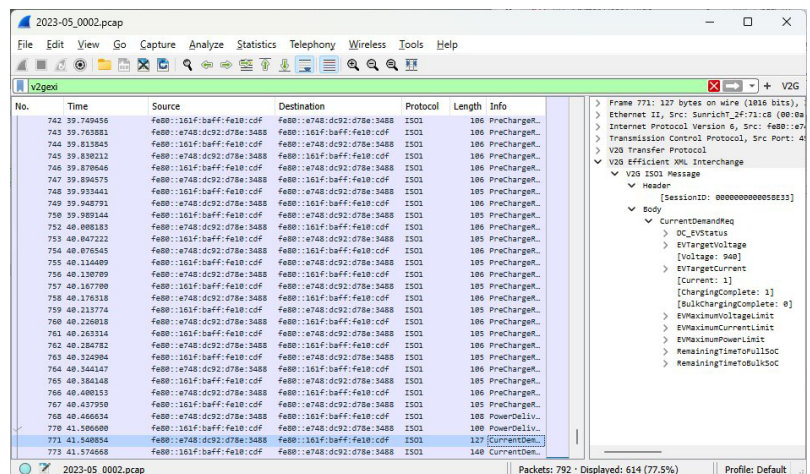 2023-05_0002.pcap
File Edit View Go Capture Analyze Statistics Telephony Wireless Tools Help
v2gexi + V2G
No. Time Source Destination Protocol Length Info
742 39.749456 fe80::161f:baff:fe10:cdf fe80::e748:dc92:d78e:3488 ISO1 106 PreChargeR…
743 39.763881 fe80::e748:dc92:d78e:3488 fe80::161f:baff:fe10:cdf ISO1 106 PreChargeR…
744 39.813845 fe80::161f:baff:fe10:cdf fe80::e748:dc92:d78e:3488 ISO1 106 PreChargeR…
745 39.830212 fe80::e748:dc92:d78e:3488 fe80::161f:baff:fe10:cdf ISO1 105 PreChargeR…
746 39.870646 fe80::161f:baff:fe10:cdf fe80::e748:dc92:d78e:3488 ISO1 106 PreChargeR…
747 39.894575 fe80::e748:dc92:d78e:3488 fe80::161f:baff:fe10:cdf ISO1 106 PreChargeR…
748 39.933441 fe80::161f:baff:fe10:cdf fe80::e748:dc92:d78e:3488 ISO1 105 PreChargeR…
749 39.948791 fe80::e748:dc92:d78e:3488 fe80::161f:baff:fe10:cdf ISO1 106 PreChargeR…
750 39.989144 fe80::161f:baff:fe10:cdf fe80::e748:dc92:d78e:3488 ISO1 105 PreChargeR…
752 40.008183 fe80::e748:dc92:d78e:3488 fe80::161f:baff:fe10:cdf ISO1 106 PreChargeR…
753 40.047222 fe80::161f:baff:fe10:cdf fe80::e748:dc92:d78e:3488 ISO1 105 PreChargeR…
754 40.076545 fe80::e748:dc92:d78e:3488 fe80::161f:baff:fe10:cdf ISO1 106 PreChargeR…
755 40.114409 fe80::161f:baff:fe10:cdf fe80::e748:dc92:d78e:3488 ISO1 105 PreChargeR…
756 40.130709 fe80::e748:dc92:d78e:3488 fe80::161f:baff:fe10:cdf ISO1 106 PreChargeR…
757 40.167700 fe80::161f:baff:fe10:cdf fe80::e748:dc92:d78e:3488 ISO1 105 PreChargeR…
758 40.176318 fe80::e748:dc92:d78e:3488 fe80::161f:baff:fe10:cdf ISO1 106 PreChargeR…
759 40.213774 fe80::161f:baff:fe10:cdf fe80::e748:dc92:d78e:3488 ISO1 105 PreChargeR…
760 40.226018 fe80::e748:dc92:d78e:3488 fe80::161f:baff:fe10:cdf ISO1 106 PreChargeR…
761 40.263314 fe80::161f:baff:fe10:cdf fe80::e748:dc92:d78e:3488 ISO1 105 PreChargeR…
762 40.284782 fe80::e748:dc92:d78e:3488 fe80::161f:baff:fe10:cdf ISO1 106 PreChargeR…
763 40.324904 fe80::161f:baff:fe10:cdf fe80::e748:dc92:d78e:3488 ISO1 105 PreChargeR…
764 40.344147 fe80::e748:dc92:d78e:3488 fe80::161f:baff:fe10:cdf ISO1 106 PreChargeR…
765 40.384148 fe80::161f:baff:fe10:cdf fe80::e748:dc92:d78e:3488 ISO1 105 PreChargeR…
766 40.400153 fe80::e748:dc92:d78e:3488 fe80::161f:baff:fe10:cdf ISO1 106 PreChargeR…
767 40.437950 fe80::161f:baff:fe10:cdf fe80::e748:dc92:d78e:3488 ISO1 105 PreChargeR…
768 40.466634 fe80::e748:dc92:d78e:3488 fe80::161f:baff:fe10:cdf ISO1 108 PowerDeliv…
770 41.506600 fe80::161f:baff:fe10:cdf fe80::e748:dc92:d78e:3488 ISO1 100 PowerDeliv…
771 41.540854 fe80::e748:dc92:d78e:3488 fe80::161f:baff:fe10:cdf ISO1 127 CurrentDem…
773 41.574668 fe80::161f:baff:fe10:cdf fe80::e748:dc92:d78e:3488 ISO1 140 CurrentDem…
Frame 771: 127 bytes on wire (1016 bits),
Ethernet II, Src: SunrichT_2f:71:c8 (00:0a
Internet Protocol Version 6, Src: fe80::e7
Transmission Control Protocol, Src Port:
V2G Transfer Protocol
V2G Efficient XML Interchange
V2G ISO1 Message
Header
[SessionID: 0000000000058E33]
Body
CurrentDemandReq
DC_EVStatus
EVTargetVoltage
[Voltage: 940]
EVTargetCurrent
[Current: 1]
[ChargingComplete: 1]
[BulkChargingComplete: 0]
EVMaximumVoltageLimit
EVMaximumCurrentLimit
EVMaximumPowerLimit
RemainingTimeToFullSoC
RemainingTimeToBulkSoC
2023-05_0002.pcap Packets: 792 · Displayed: 614 (77.5%) Profile: Default